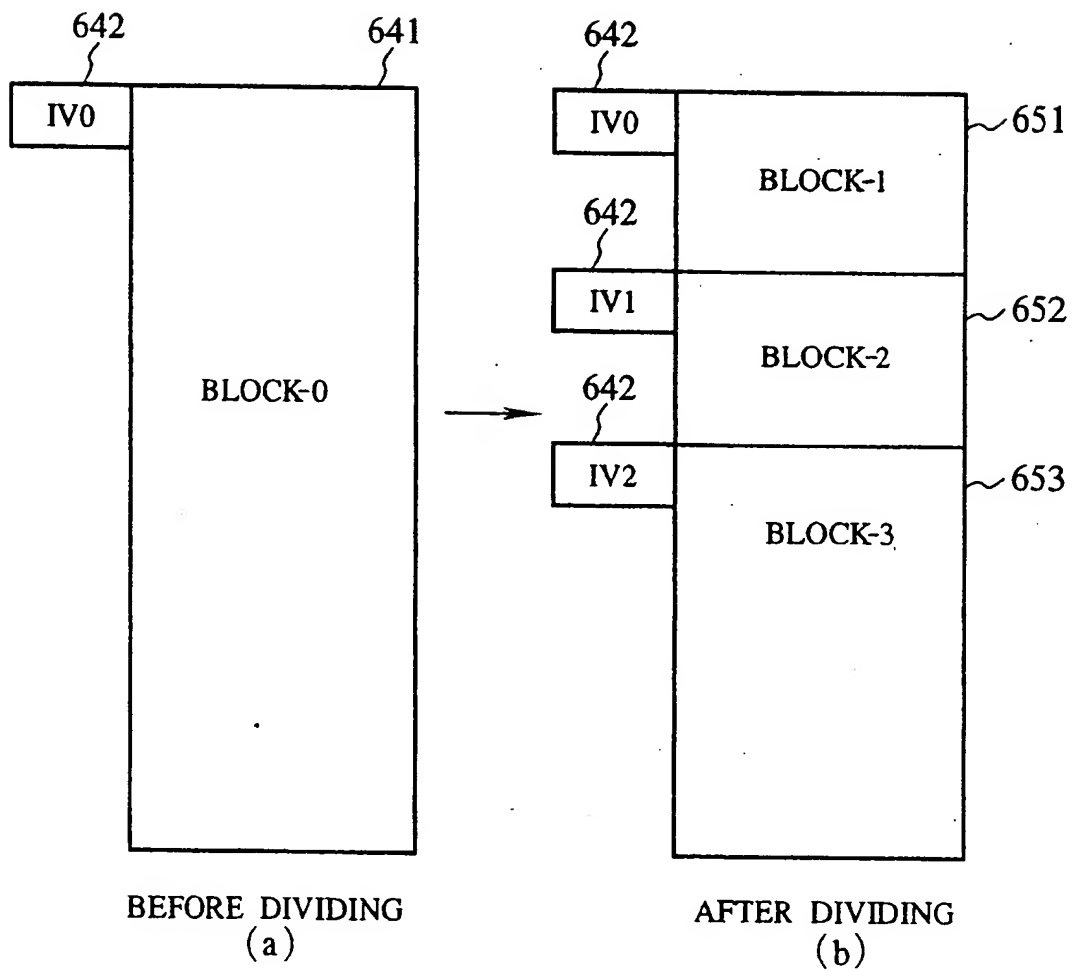 642
641
IV0
BLOCK-0
BEFORE DIVIDING
(a)
642
IV0
651
BLOCK-1
642
IV1
652
BLOCK-2
642
IV2
653
BLOCK-3
AFTER DIVIDING
(b)